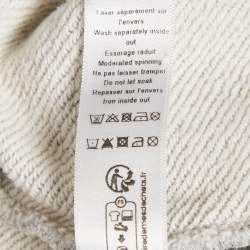 Laver séparément sur
l'envers
Wash separately inside
out
Essorage réduit
Moderated spinning
Ne pas laisser tremper
Do not let soak
Repasser sur l'envers
Iron inside out
FR